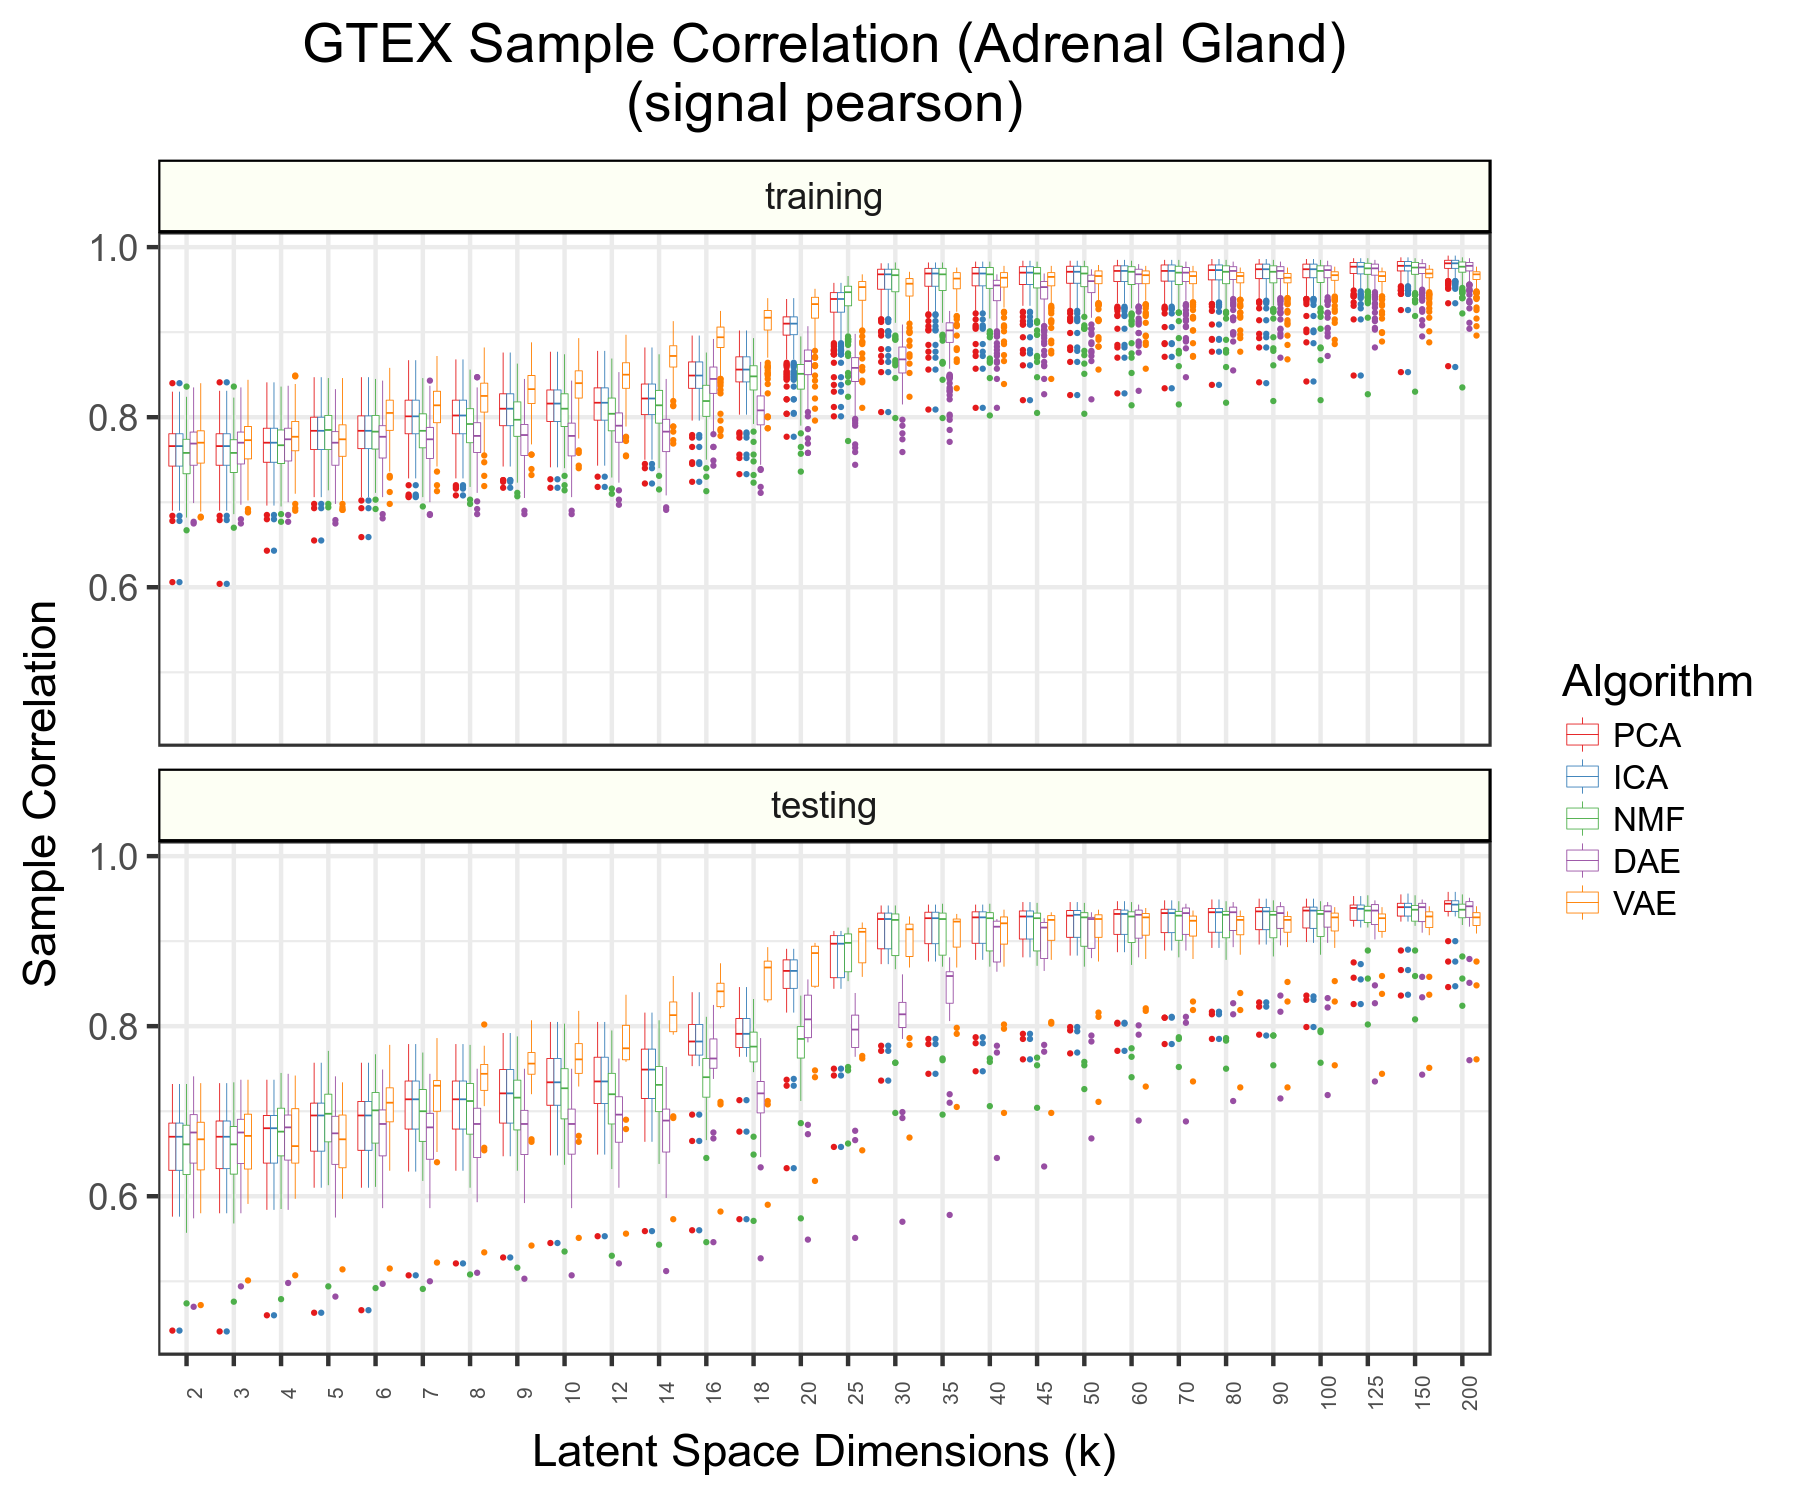 GTEX Sample Correlation (Adrenal Gland)
(signal pearson)
training
1.0
0.8
0.6
testing
1.0
0.8
0.6
Sample Correlation
2 3 4 5 6 7 8 9 10 12 14 16 18 20 25 30 35 40 45 50 60 70 80 90 100 125 150 200
Latent Space Dimensions (k)
Algorithm
PCA
ICA
NMF
DAE
VAE